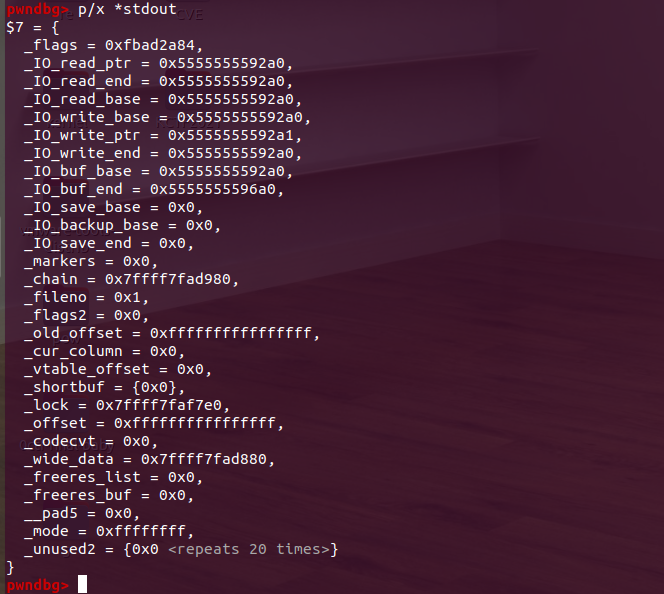 pwndbg> p/x *stdout
$7 = {
_flags = 0xfbad2a84,
_IO_read_ptr = 0x5555555592a0,
_IO_read_end = 0x5555555592a0,
_IO_read_base = 0x5555555592a0,
_IO_write_base = 0x5555555592a0,
_IO_write_ptr = 0x5555555592a1,
_IO_write_end = 0x5555555592a0,
_IO_buf_base = 0x5555555592a0,
_IO_buf_end = 0x5555555596a0,
_IO_save_base = 0x0,
_IO_backup_base = 0x0,
_IO_save_end = 0x0,
_markers = 0x0,
_chain = 0x7ffff7fad980,
_fileno = 0x1,
_flags2 = 0x0,
_old_offset = 0xffffffffffffffff,
_cur_column = 0x0,
_vtable_offset = 0x0,
_shortbuf = {0x0},
_lock = 0x7ffff7faf7e0,
_offset = 0xffffffffffffffff,
_codecvt = 0x0,
_wide_data = 0x7ffff7fad880,
_freeres_list = 0x0,
_freeres_buf = 0x0,
__pad5 = 0x0,
_mode = 0xffffffff,
_unused2 = {0x0 <repeats 20 times>}
}
pwndbg>